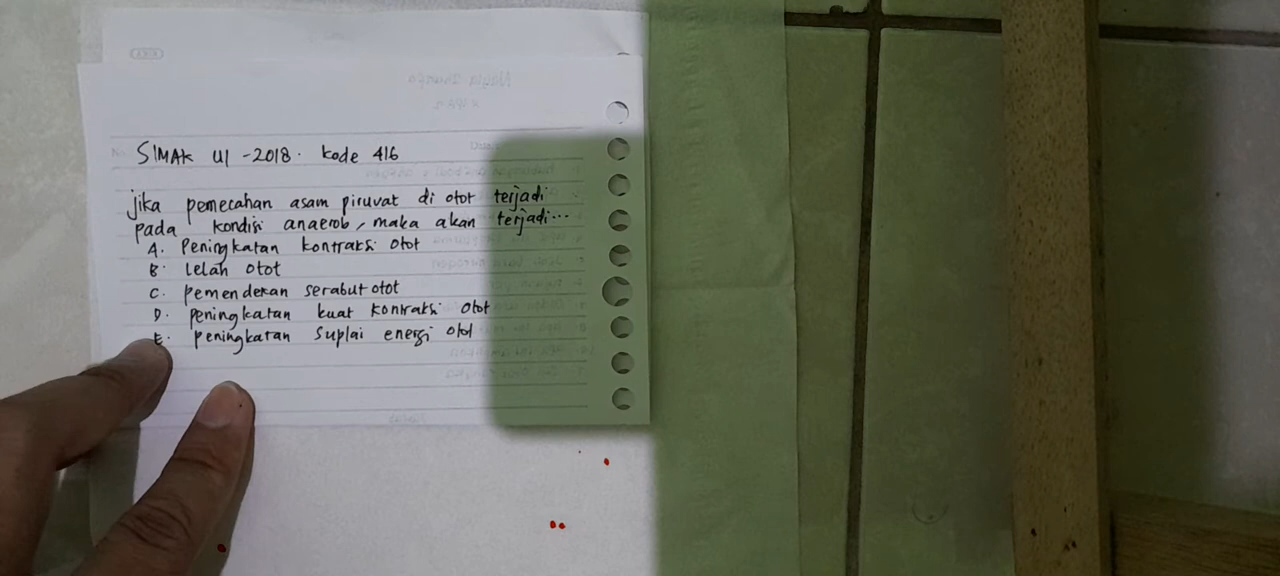 SIMAK UI -2018. kode 416
jika pemecahan asam piruvat di otot terjadi
pada kondisi anaerob, maka akan terjadi...
A. Peningkatan kontraksi otot
B. Lelah otot
C. pemendekan serabut otot
D. peningkatan kuat kontraksi otot
E. peningkatan suplai energi otot